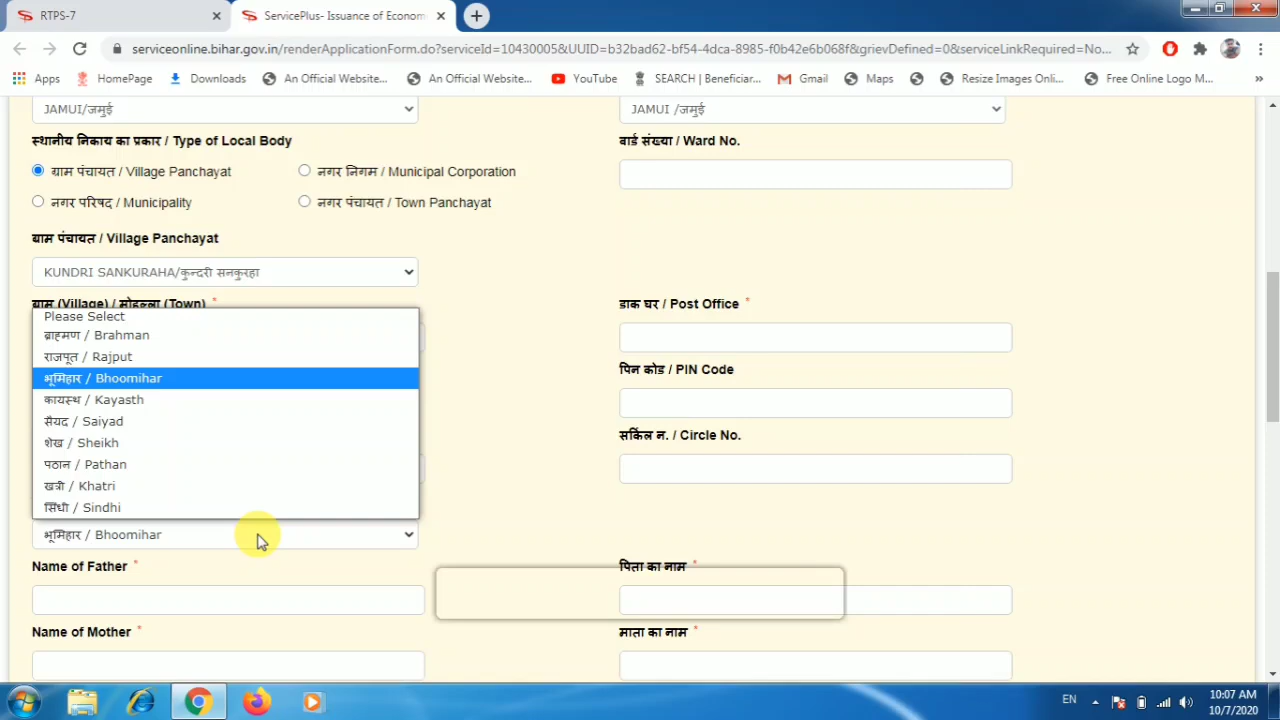 RTPS-7
ServicePlus- Issuance of Econom
serviceonline.bihar.gov.in/renderApplicationForm.do?serviceId=10430005&UUID=b32bad62-bf54-4dca-8985-f0b42e6b068f&grievDefined=0&serviceLinkRequired=No...
Apps HomePage Downloads An Official Website... An Official Website... YouTube SEARCH | Beneficiar... Gmail Maps Resize Images Onli... Free Online Logo M... »
JAMUI/जमुई JAMUI /जमुई
स्थानीय निकाय का प्रकार / Type of Local Body वार्ड संख्या / Ward No.
ग्राम पंचायत / Village Panchayat नगर निगम / Municipal Corporation
नगर परिषद / Municipality नगर पंचायत / Town Panchayat
ग्राम पंचायत / Village Panchayat
KUNDRI SANKURAHA/कुन्दरी सनकुरहा
ग्राम (Village) / मोहल्ला (Town) * डाक घर / Post Office *
Please Select
ब्राह्मण / Brahman
राजपूत / Rajput
भूमिहार / Bhoomihar पिन कोड / PIN Code
कायस्थ / Kayasth
सैयद / Saiyad
शेख / Sheikh सर्किल न. / Circle No.
पठान / Pathan
खत्री / Khatri
सिंधी / Sindhi
भूमिहार / Bhoomihar
Name of Father * पिता का नाम *
Name of Mother * माता का नाम *
EN 10:07 AM
10/7/2020